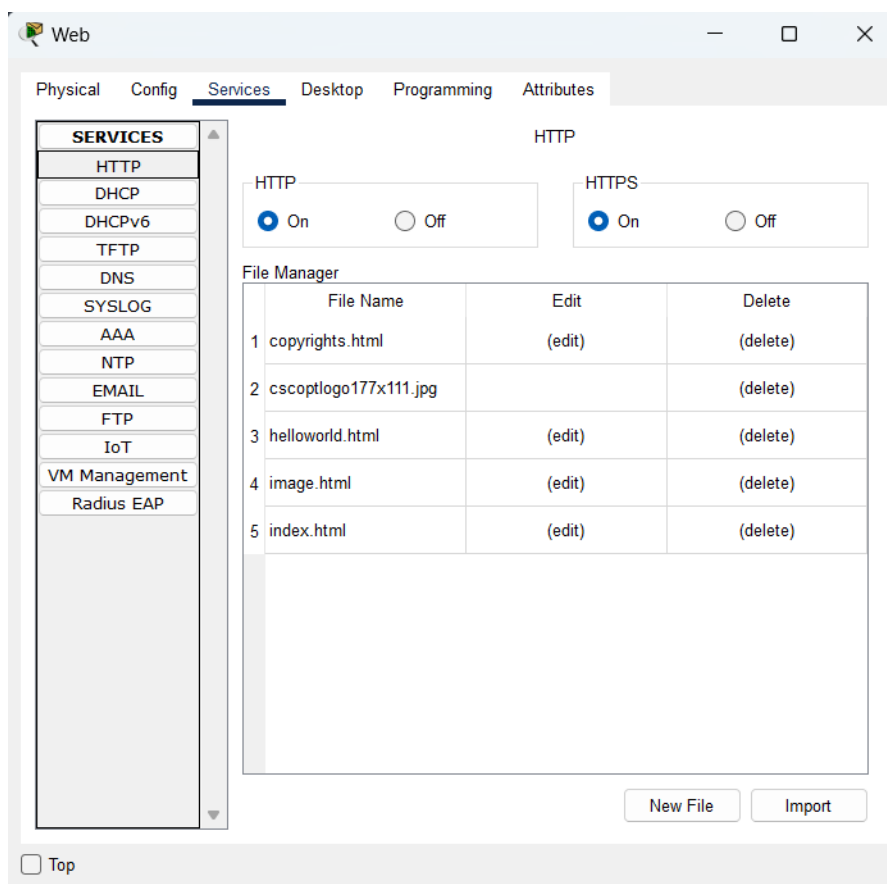 Web
Physical Config Services Desktop Programming Attributes
SERVICES
HTTP
DHCP
DHCPv6
TFTP
DNS
SYSLOG
AAA
NTP
EMAIL
FTP
IoT
VM Management
Radius EAP
HTTP
HTTP
On Off
HTTPS
On Off
File Manager
File Name Edit Delete
1 copyrights.html (edit) (delete)
2 cscoptlogo177x111.jpg (delete)
3 helloworld.html (edit) (delete)
4 image.html (edit) (delete)
5 index.html (edit) (delete)
New File Import
Top